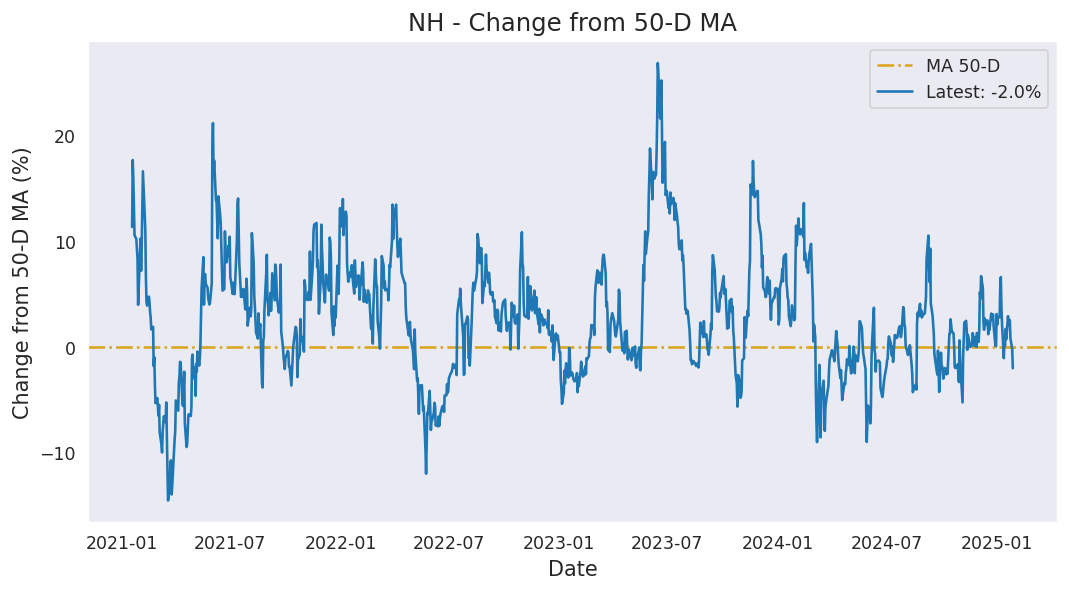 NH - Change from 50-D MA
MA 50-D
Latest: -2.0%
Change from 50-D MA (%)
20
10
0
−10
2021-01
2021-07
2022-01
2022-07
2023-01
2023-07
2024-01
2024-07
2025-01
Date